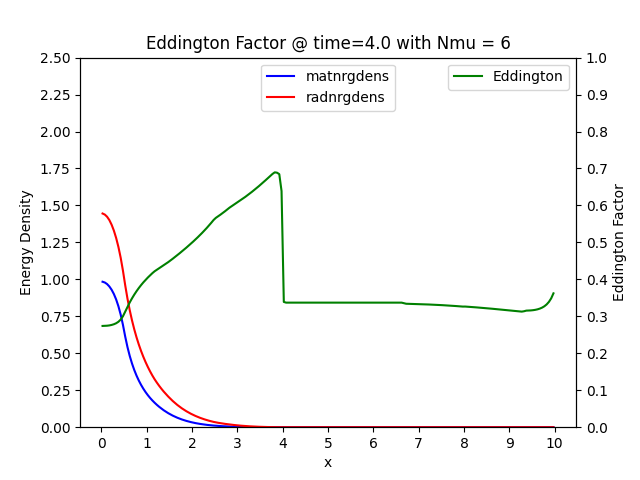 Eddington Factor @ time=4.0 with Nmu = 6
matnrgdens
radnrgdens
Eddington
Energy Density
2.50
2.25
2.00
1.75
1.50
1.25
1.00
0.75
0.50
0.25
0.00
1.0
0.9
0.8
0.7
0.6
0.5
0.4
0.3
0.2
0.1
0.0
Eddington Factor
0 1 2 3 4 5 6 7 8 9 10
x